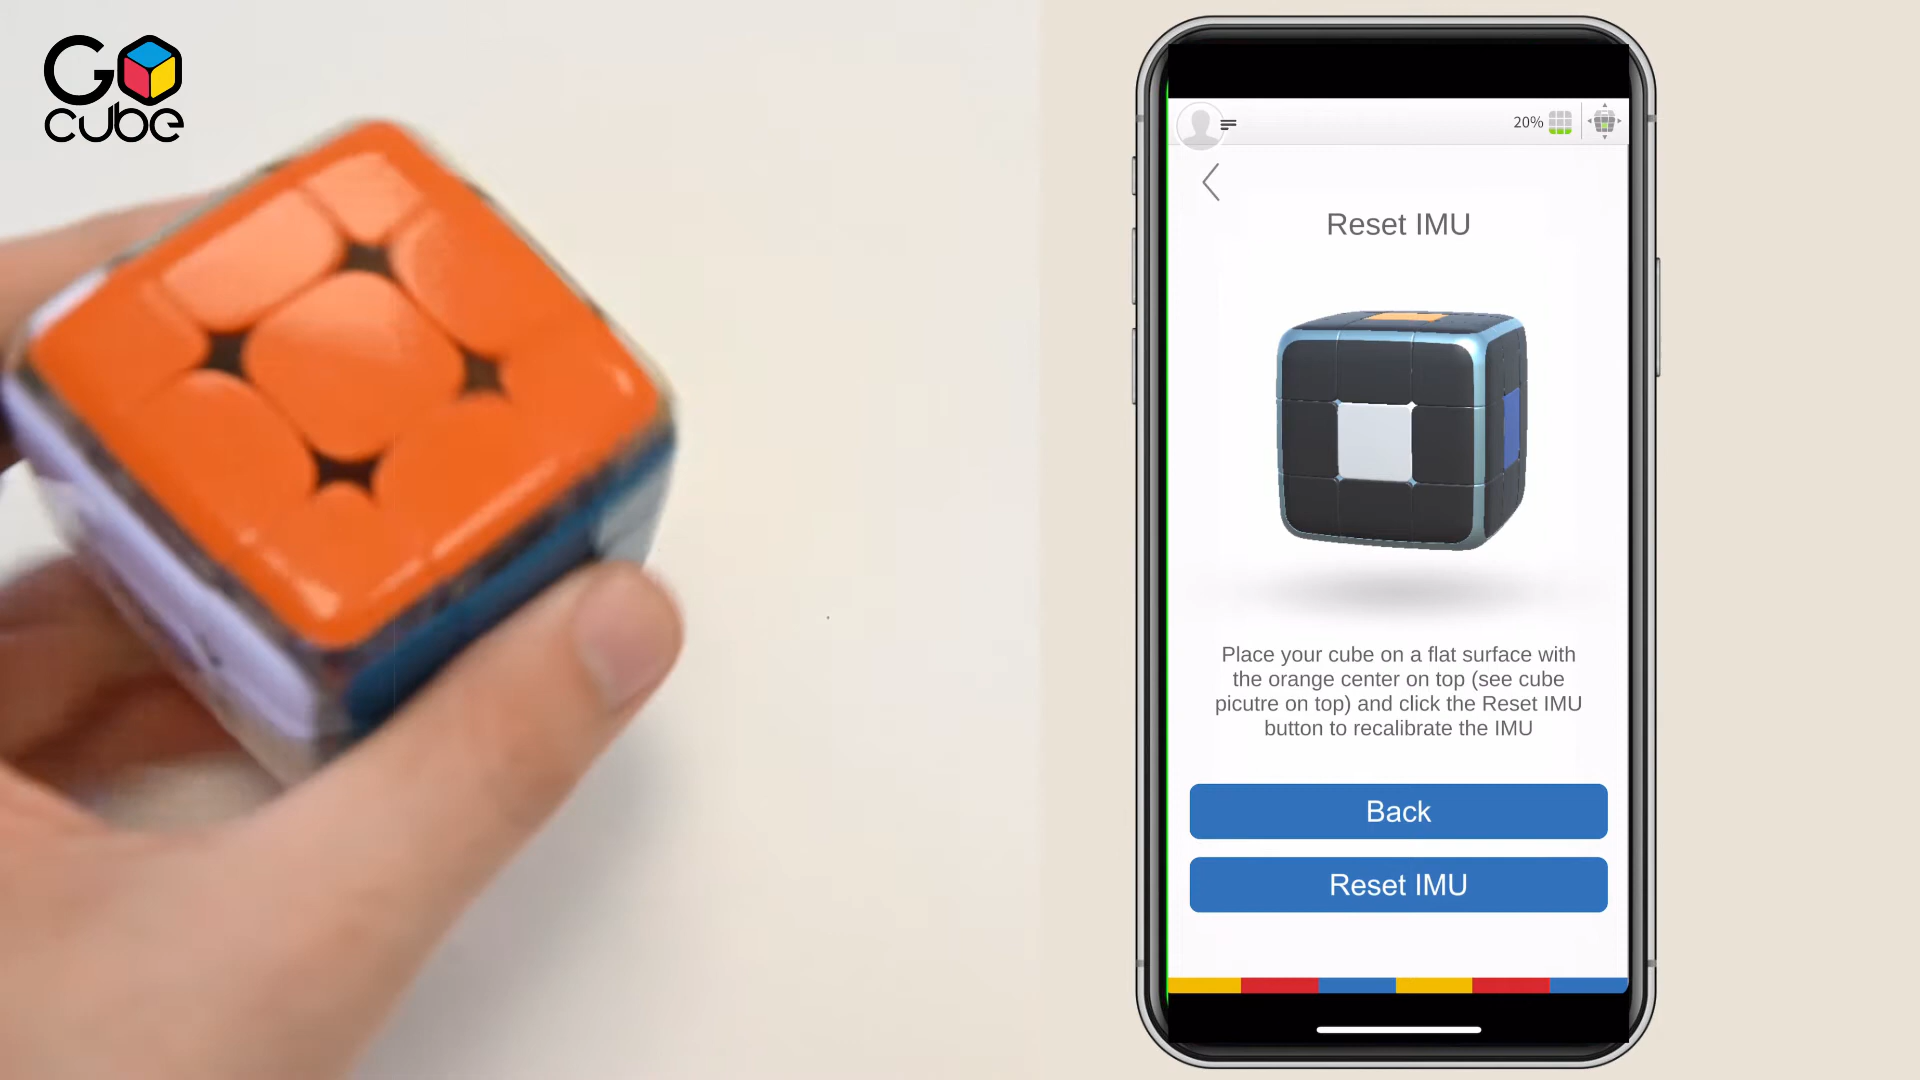 GO
cube
20%
Reset IMU
Place your cube on a flat surface with
the orange center on top (see cube
picutre on top) and click the Reset IMU
button to recalibrate the IMU
Back
Reset IMU